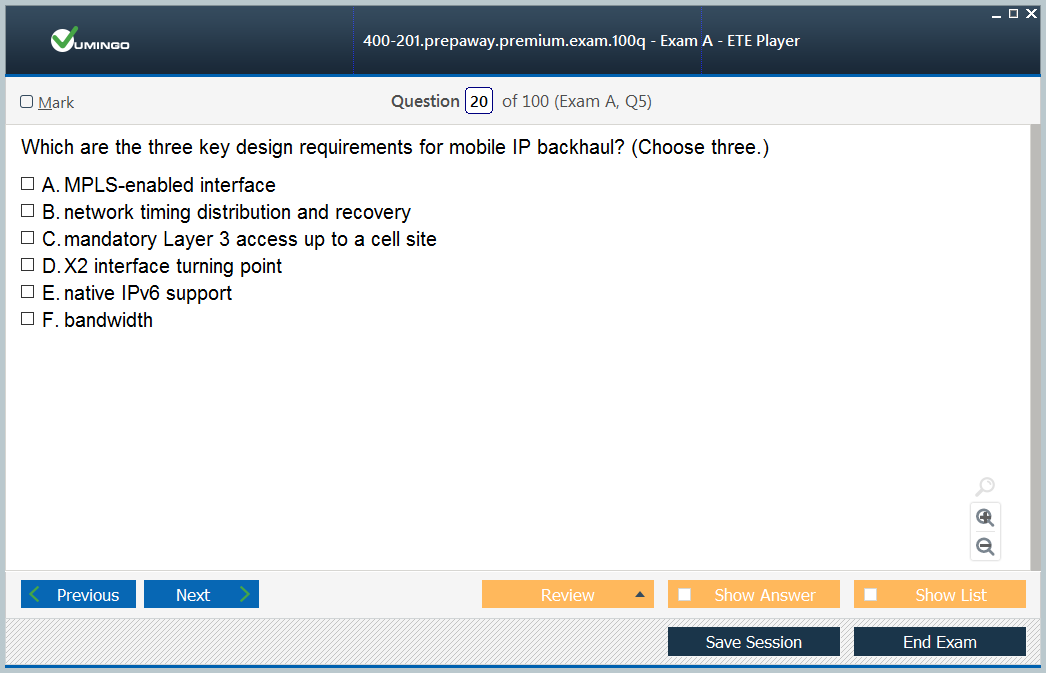 VUMINGO
400-201.prepaway.premium.exam.100q - Exam A - ETE Player
Mark
Question 20 of 100 (Exam A, Q5)
Which are the three key design requirements for mobile IP backhaul? (Choose three.)
A. MPLS-enabled interface
B. network timing distribution and recovery
C. mandatory Layer 3 access up to a cell site
D. X2 interface turning point
E. native IPv6 support
F. bandwidth
Previous
Next
Review
Show Answer
Show List
Save Session
End Exam